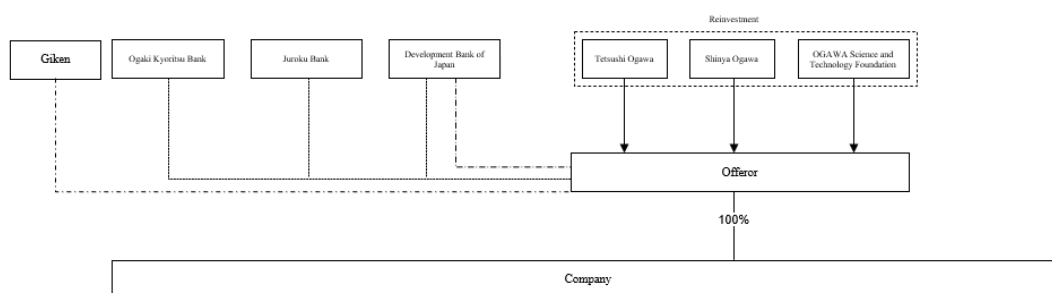 Reinvestment
Giken
Ogaki Kyoritsu Bank
Juroku Bank
Development Bank of
Japan
Tetsushi Ogawa
Shinya Ogawa
OGAWA Science and
Technology Foundation
Offeror
100%
Company